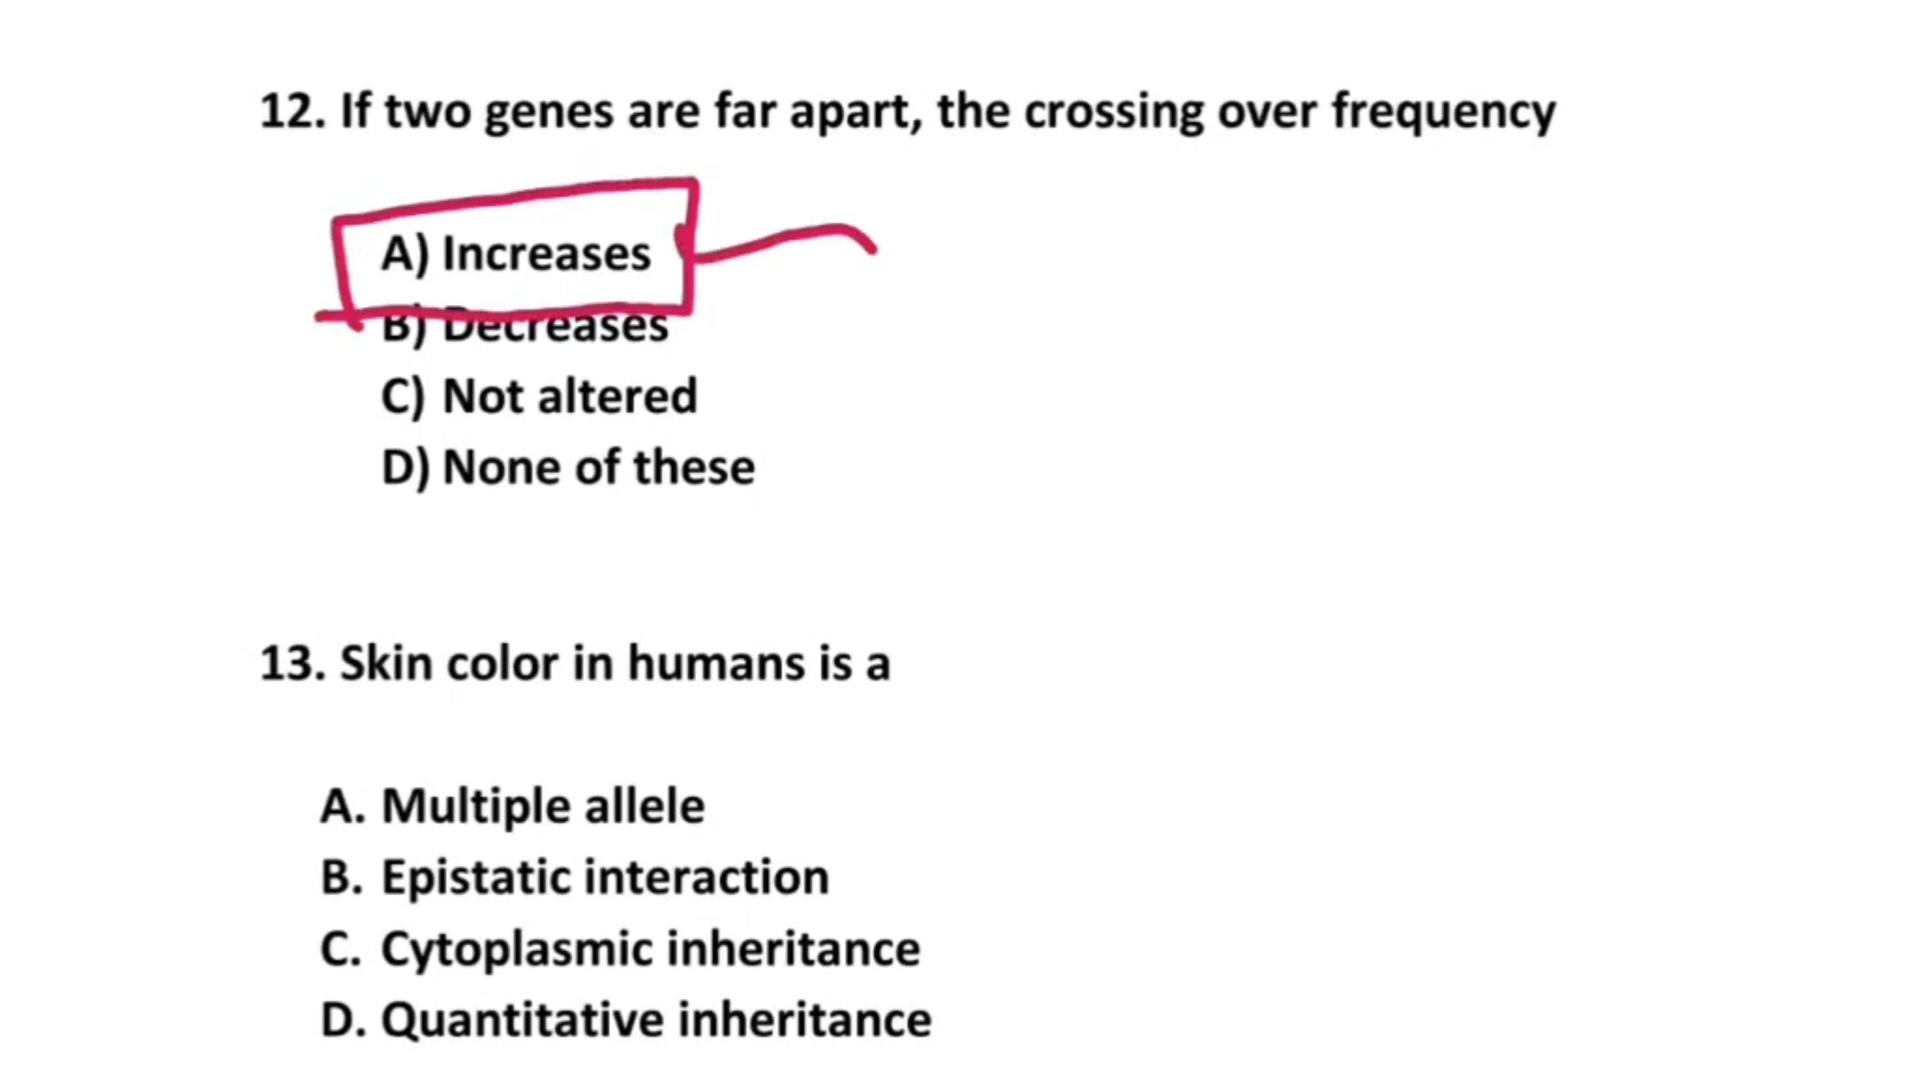 12. If two genes are far apart, the crossing over frequency
A) Increases
B) Decreases
C) Not altered
D) None of these
13. Skin color in humans is a
A. Multiple allele
B. Epistatic interaction
C. Cytoplasmic inheritance
D. Quantitative inheritance